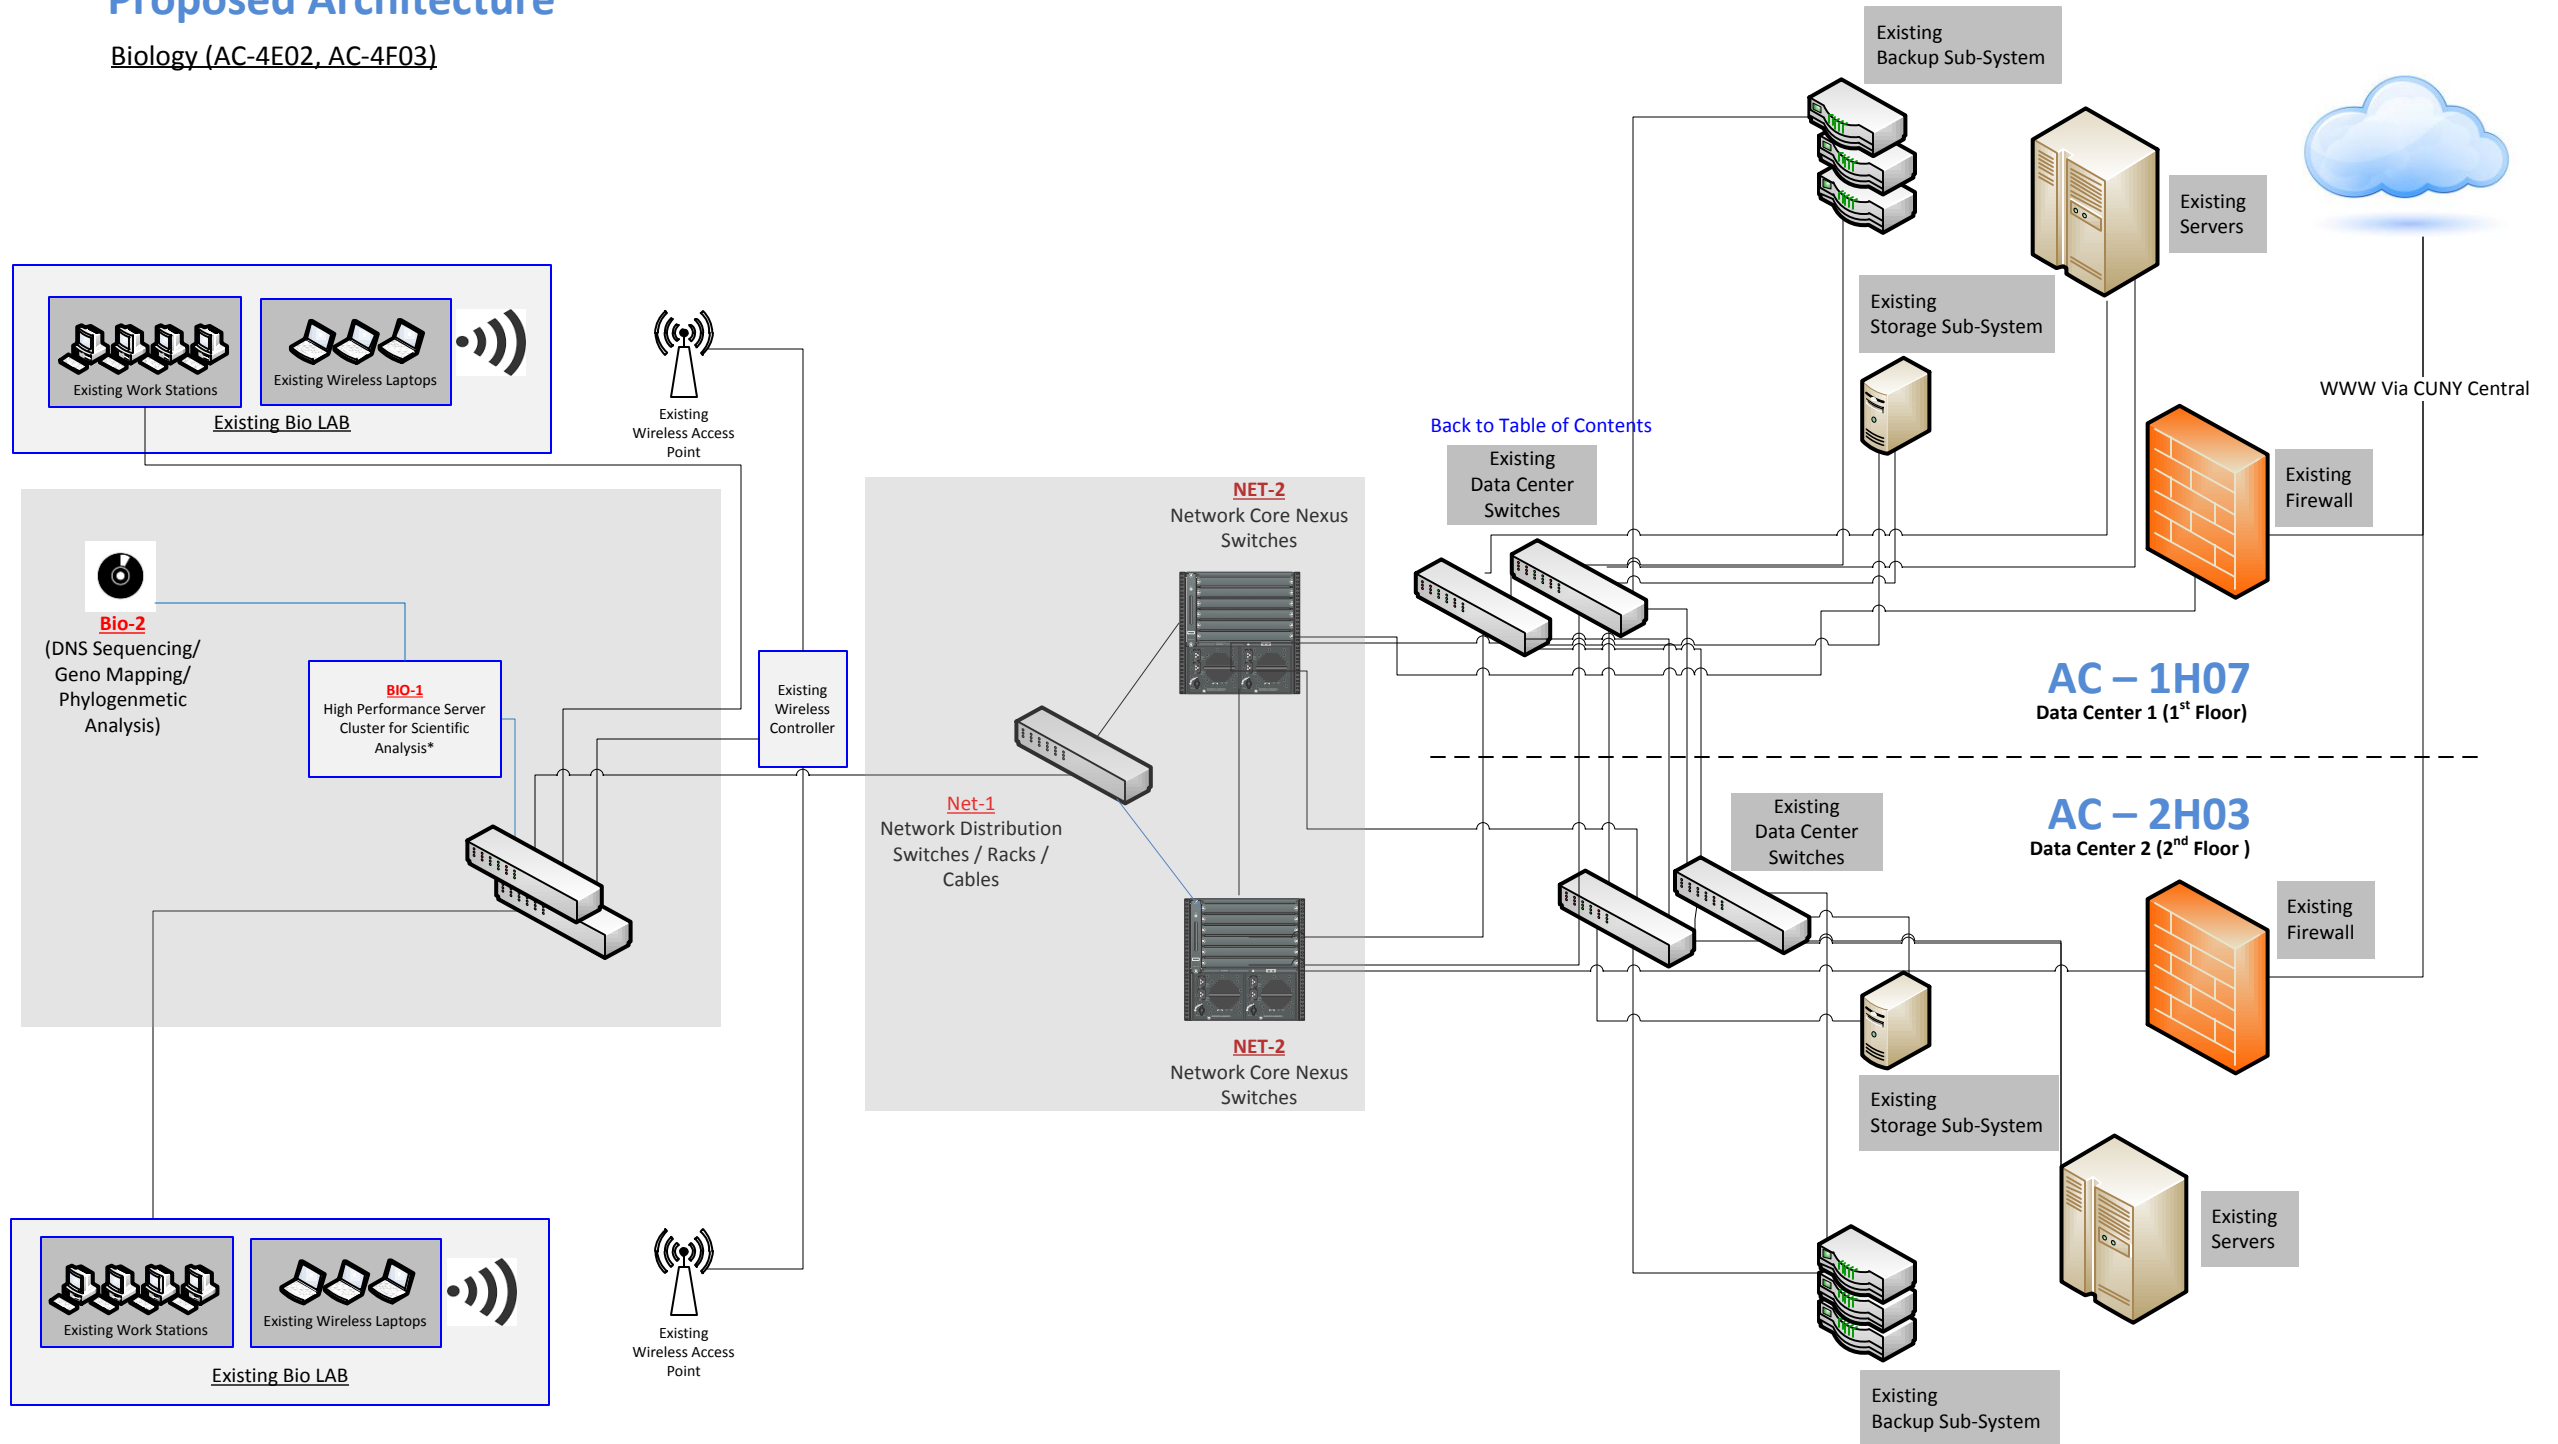 Proposed Architecture
Biology (AC-4E02, AC-4F03)
Existing
Backup Sub-System
Existing
Servers
Existing
Storage Sub-System
WWW Via CUNY Central
Existing Work Stations
Existing Wireless Laptops
Existing Bio LAB
Existing
Wireless Access
Point
Back to Table of Contents
Existing
Data Center
Switches
Existing
Firewall
NET-2
Network Core Nexus
Switches
Bio-2
(DNS Sequencing/
Geno Mapping/
Phylogenmetic
Analysis)
BIO-1
High Performance Server
Cluster for Scientific
Analysis*
Existing
Wireless
Controller
AC – 1H07
Data Center 1 (1st Floor)
Net-1
Network Distribution
Switches / Racks /
Cables
Existing
Data Center
Switches
AC – 2H03
Data Center 2 (2nd Floor )
Existing
Firewall
NET-2
Network Core Nexus
Switches
Existing
Storage Sub-System
Existing
Servers
Existing Work Stations
Existing Wireless Laptops
Existing Bio LAB
Existing
Wireless Access
Point
Existing
Backup Sub-System